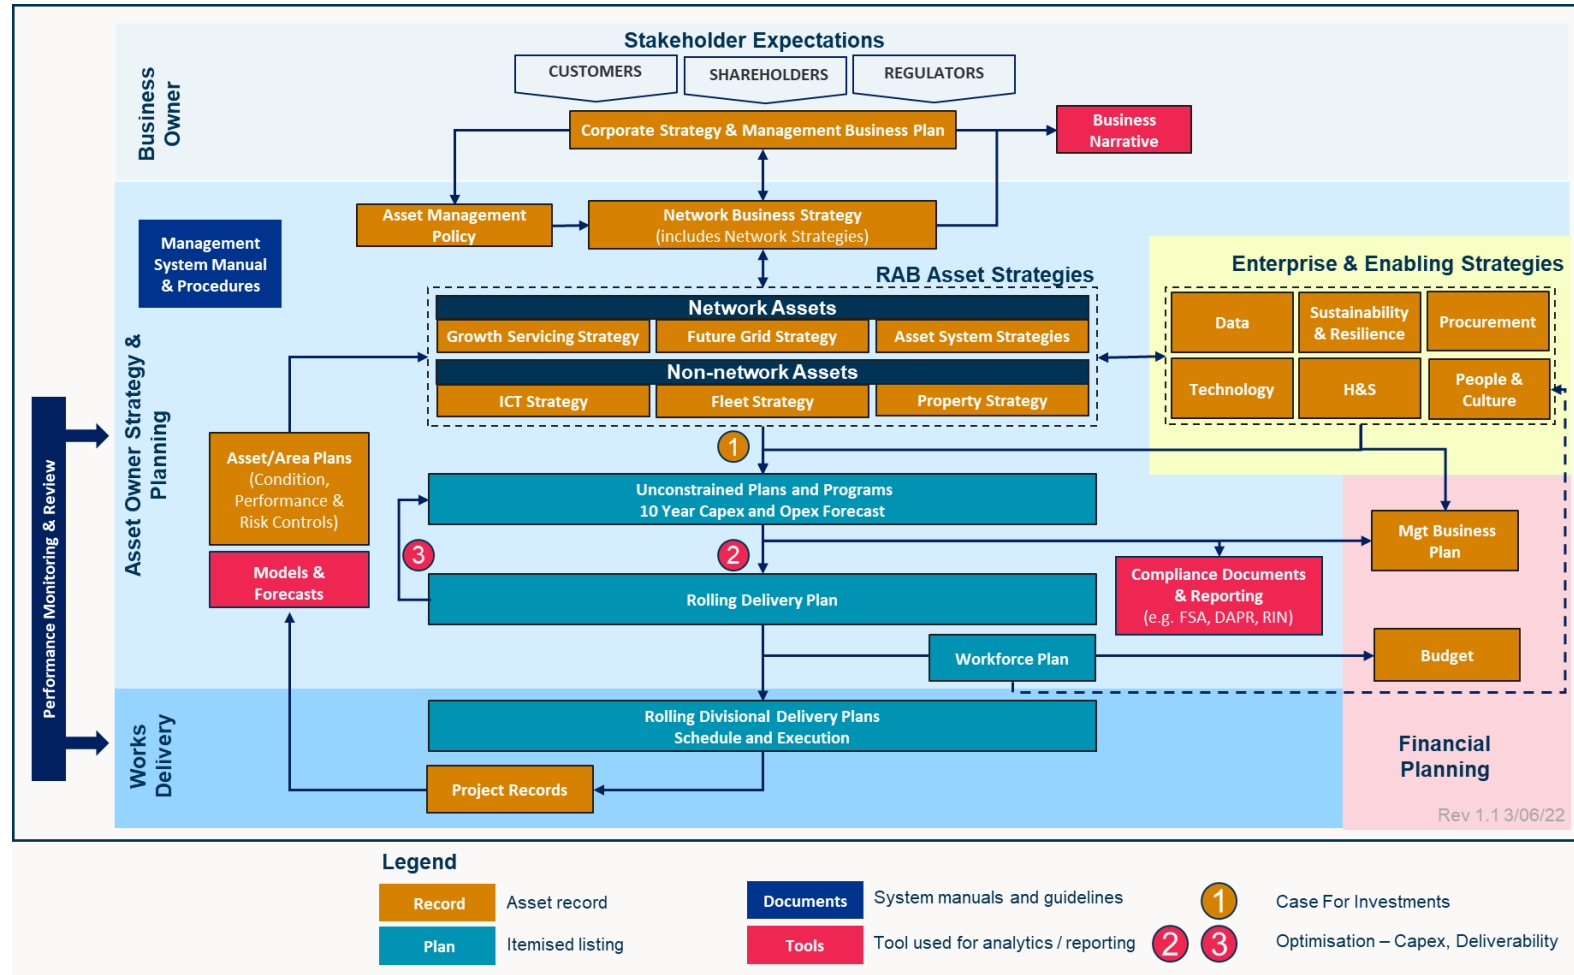 Stakeholder Expectations
CUSTOMERS
SHAREHOLDERS
REGULATORS
Business
Owner
Corporate Strategy & Management Business Plan
Business
Narrative
Asset Management
Policy
Network Business Strategy
(includes Network Strategies)
Management
System Manual
& Procedures
RAB Asset Strategies
Enterprise & Enabling Strategies
Network Assets
Growth Servicing Strategy
Future Grid Strategy
Asset System Strategies
Non-network Assets
ICT Strategy
Fleet Strategy
Property Strategy
Data
Sustainability
& Resilience
Procurement
Technology
H&S
People &
Culture
Performance Monitoring & Review
Asset Owner Strategy &
Planning
Asset/Area Plans
(Condition,
Performance &
Risk Controls)
Models &
Forecasts
1
Unconstrained Plans and Programs
10 Year Capex and Opex Forecast
3
2
Mgt Business
Plan
Compliance Documents
& Reporting
(e.g. FSA, DAPR, RIN)
Rolling Delivery Plan
Workforce Plan
Budget
Works
Delivery
Rolling Divisional Delivery Plans
Schedule and Execution
Project Records
Financial
Planning
Rev 1.1 3/06/22
Legend
Record
Asset record
Documents
System manuals and guidelines
1
Case For Investments
Plan
Itemised listing
Tools
Tool used for analytics / reporting
2
3
Optimisation – Capex, Deliverability